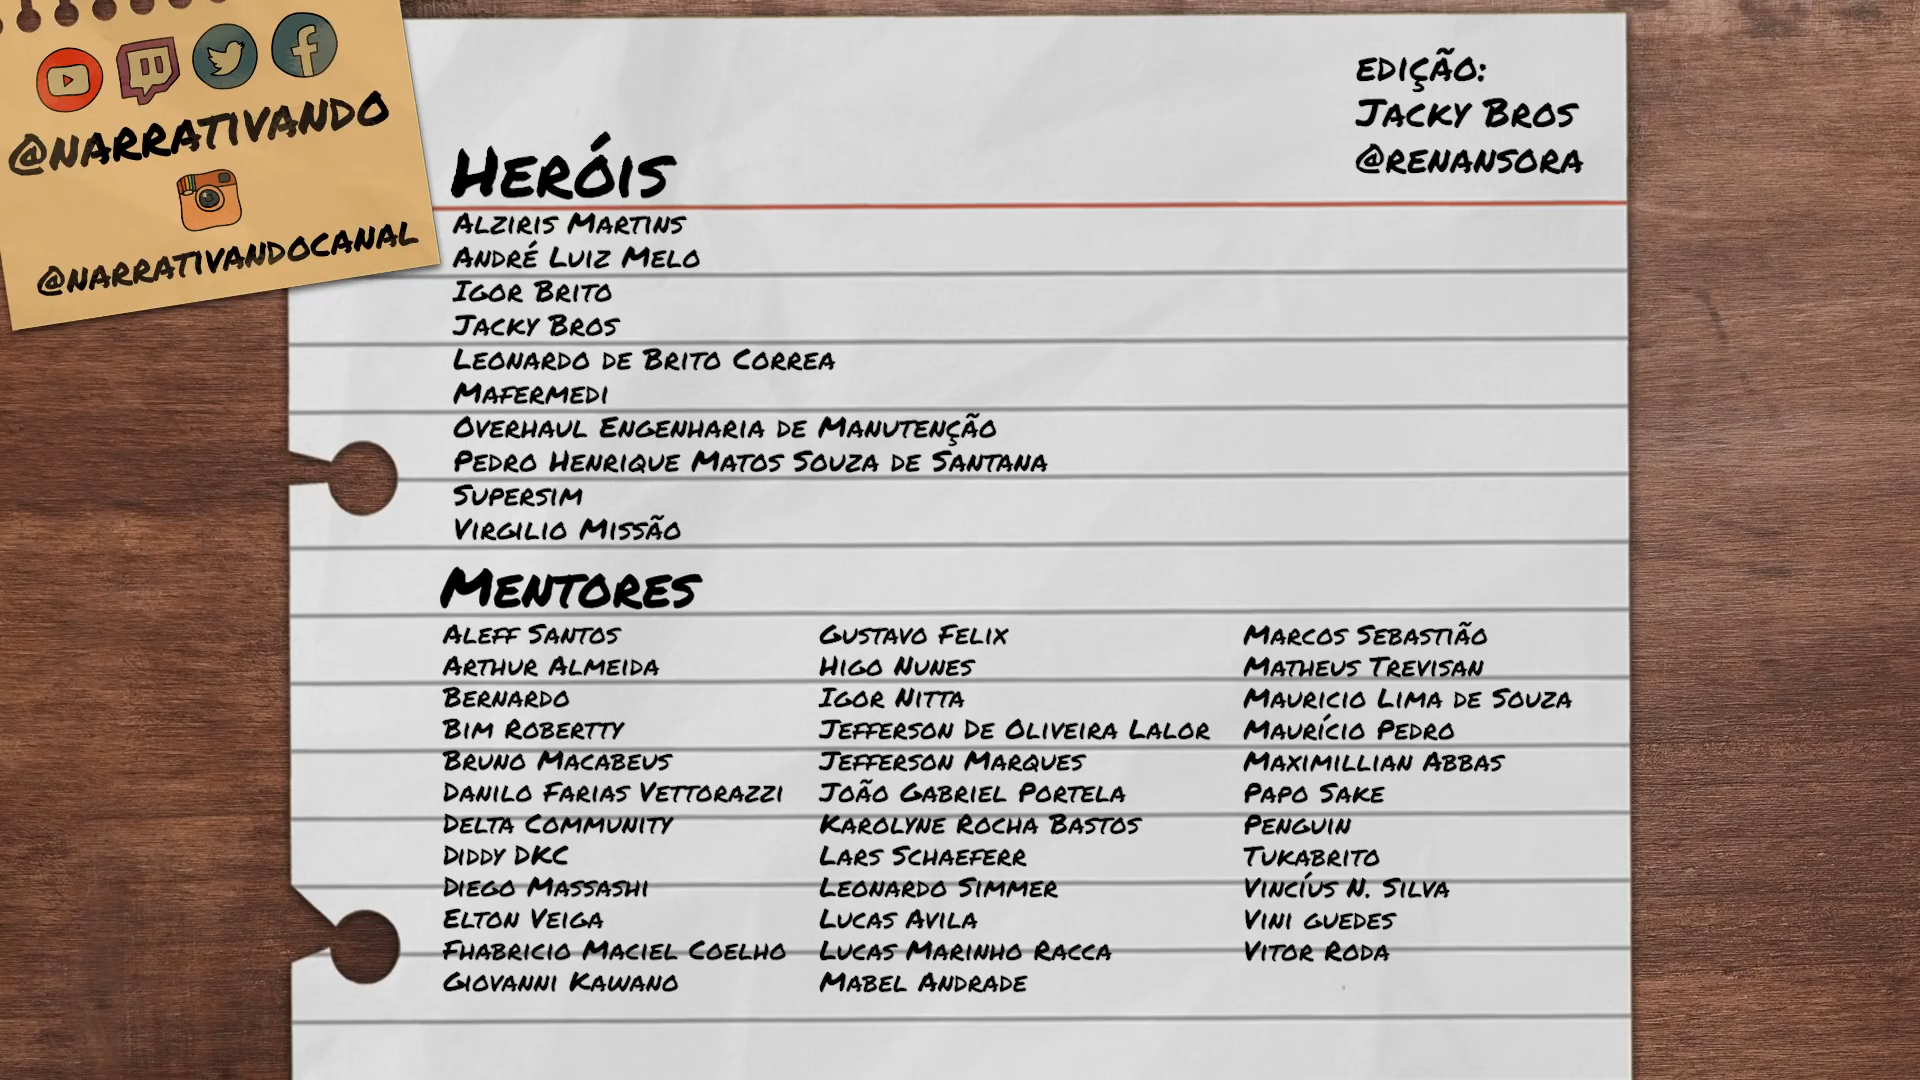 @narrativando
@narrativandocanal
Edição:
Jacky Bros
@renansora
Heróis
Alziris Martins
André Luiz Melo
Igor Brito
Jacky Bros
Leonardo de Brito Correa
Mafermedi
Overhaul Engenharia de Manutenção
Pedro Henrique Matos Souza de Santana
Supersim
Virgilio Missão
Mentores
Aleff Santos
Arthur Almeida
Bernardo
Bim Robertty
Bruno Macabeus
Danilo Farias Vettorazzi
Delta Community
Diddy DKC
Diego Massashi
Elton Veiga
Fhabricio Maciel Coelho
Giovanni Kawano
Gustavo Felix
Higo Nunes
Igor Nitta
Jefferson De Oliveira Lalor
Jefferson Marques
João Gabriel Portela
Karolyne Rocha Bastos
Lars Schaeferr
Leonardo Simmer
Lucas Avila
Lucas Marinho Racca
Mabel Andrade
Marcos Sebastião
Matheus Trevisan
Mauricio Lima de Souza
Maurício Pedro
Maximillian Abbas
Papo Sake
Penguin
Tukabrito
Vincíus N. Silva
Vini guedes
Vitor Roda